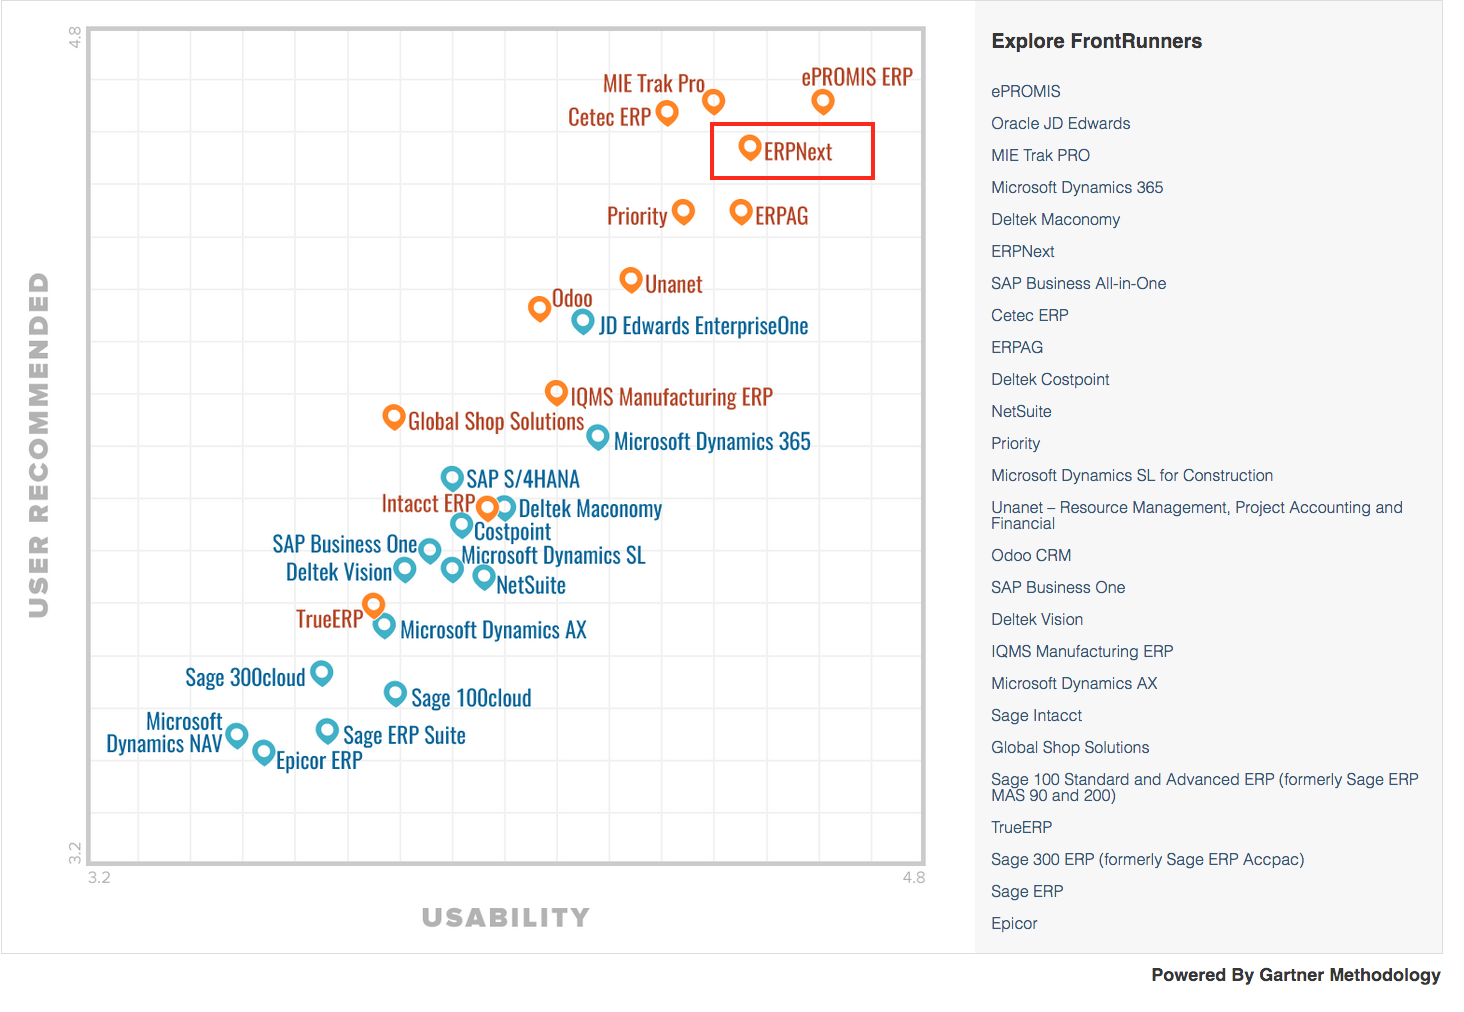 4.8
ePROMIS ERP
MIE Trak Pro
Cetec ERP
ERPNext
Priority
ERPAG
Unanet
Odoo
JD Edwards EnterpriseOne
IQMS Manufacturing ERP
Global Shop Solutions
Microsoft Dynamics 365
SAP S/4HANA
Intacct ERP
Deltek Maconomy
Costpoint
SAP Business One
Microsoft Dynamics SL
Deltek Vision
NetSuite
TrueERP
Microsoft Dynamics AX
Sage 300cloud
Sage 100cloud
Microsoft
Dynamics NAV
Sage ERP Suite
Epicor ERP
USER RECOMMENDED
3.2
3.2
4.8
USABILITY
Explore FrontRunners
ePROMIS
Oracle JD Edwards
MIE Trak PRO
Microsoft Dynamics 365
Deltek Maconomy
ERPNext
SAP Business All-in-One
Cetec ERP
ERPAG
Deltek Costpoint
NetSuite
Priority
Microsoft Dynamics SL for Construction
Unanet – Resource Management, Project Accounting and
Financial
Odoo CRM
SAP Business One
Deltek Vision
IQMS Manufacturing ERP
Microsoft Dynamics AX
Sage Intacct
Global Shop Solutions
Sage 100 Standard and Advanced ERP (formerly Sage ERP
MAS 90 and 200)
TrueERP
Sage 300 ERP (formerly Sage ERP Accpac)
Sage ERP
Epicor
Powered By Gartner Methodology